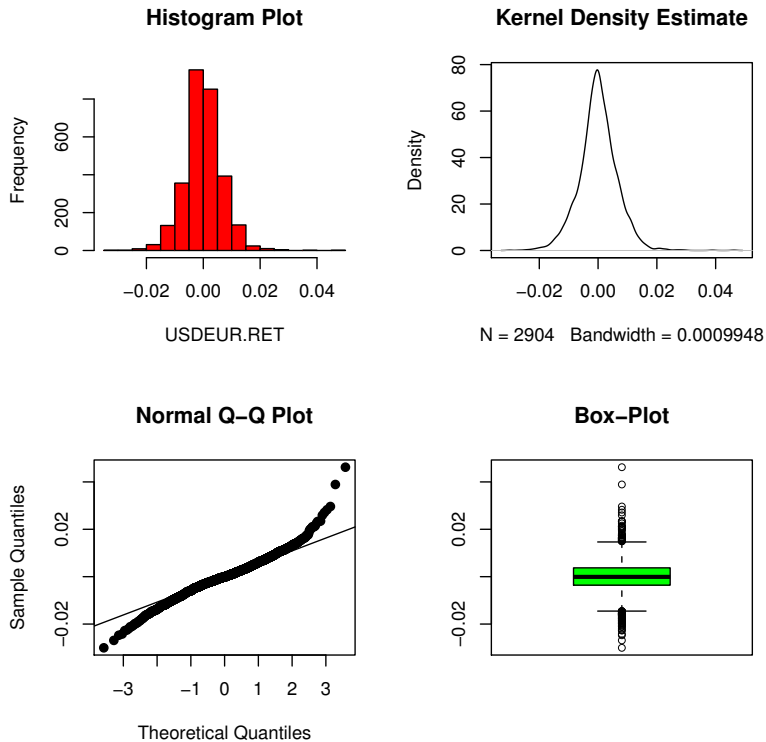 Histogram Plot
Frequency
0 200 600
−0.02 0.00 0.02 0.04
USDEUR.RET
Kernel Density Estimate
Density
0 20 40 60 80
−0.02 0.00 0.02 0.04
N = 2904 Bandwidth = 0.0009948
Normal Q−Q Plot
Sample Quantiles
−0.02 0.02
−3 −1 0 1 2 3
Theoretical Quantiles
Box−Plot
−0.02 0.02